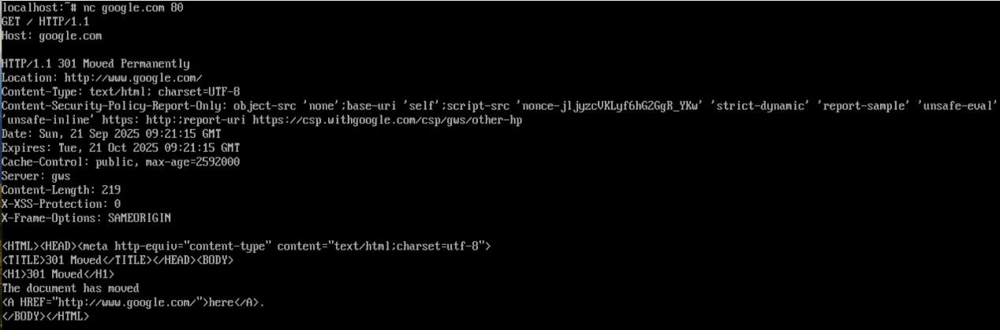 localhost:~# nc google.com 80
GET / HTTP/1.1
Host: google.com

HTTP/1.1 301 Moved Permanently
Location: http://www.google.com/
Content-Type: text/html; charset=UTF-8
Content-Security-Policy-Report-Only: object-src 'none';base-uri 'self';script-src 'nonce-jljyzcVKLyf6hG2GgR_YKw' 'strict-dynamic' 'report-sample' 'unsafe-eval'
'unsafe-inline' https: http:;report-uri https://csp.withgoogle.com/csp/gws/other-hp
Date: Sun, 21 Sep 2025 09:21:15 GMT
Expires: Tue, 21 Oct 2025 09:21:15 GMT
Cache-Control: public, max-age=2592000
Server: gws
Content-Length: 219
X-XSS-Protection: 0
X-Frame-Options: SAMEORIGIN

<HTML><HEAD><meta http-equiv="content-type" content="text/html;charset=utf-8">
<TITLE>301 Moved</TITLE></HEAD><BODY>
<H1>301 Moved</H1>
The document has moved
<A HREF="http://www.google.com/">here</A>.
</BODY></HTML>